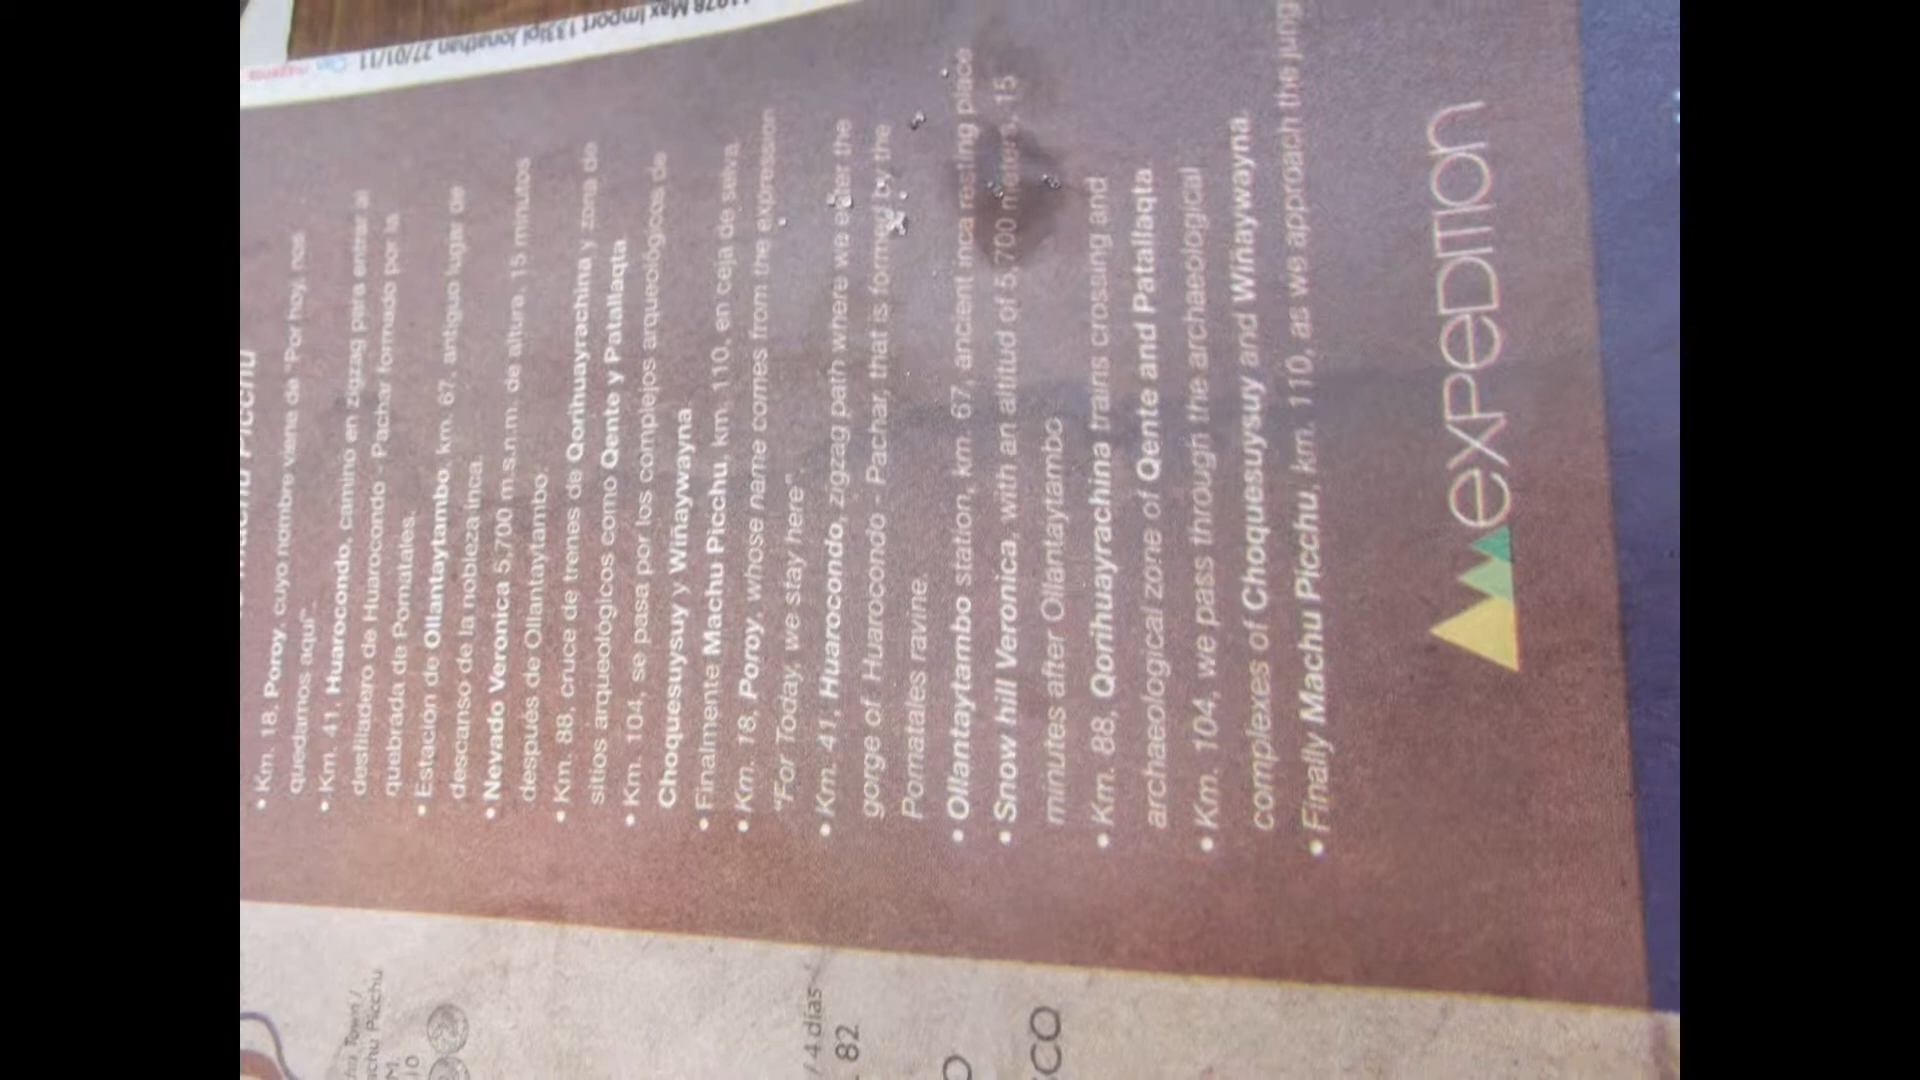 Picchu
• Km. 18, Poroy, cuyo nombre viene de "Por hoy, nos
quedamos aquí".
• Km. 41, Huarocondo, camino en zigzag para entrar al
desfiladero de Huarocondo - Pachar formado por la
quebrada de Pomatales.
• Estación de Ollantaytambo, km. 67, antiguo lugar de
descanso de la nobleza inca.
• Nevado Veronica 5,700 m.s.n.m. de altura, 15 minutos
después de Ollantaytambo.
• Km. 88, cruce de trenes de Qorihuayrachina y zona de
sitios arqueológicos como Qente y Patallaqta
• Km. 104, se pasa por los complejos arqueológicos de
Choquesuysuy y Wiñaywayna.
• Finalmente Machu Picchu, km. 110, en ceja de selva.
• Km. 18, Poroy, whose name comes from the expression
"For Today, we stay here".
• Km. 41, Huarocondo, zigzag path where we enter the
gorge of Huarocondo - Pachar, that is formed by the
Pomatales ravine.
• Ollantaytambo station, km. 67, ancient inca resting place
• Snow hill Veronica, with an altitud of 5,700 meters, 15
minutes after Ollantaytambo
• Km. 88, Qorihuayrachina trains crossing and
archaeological zone of Qente and Patallaqta.
• Km. 104, we pass through the archaeological
complexes of Choquesuysuy and Wiñaywayna.
• Finally Machu Picchu, km. 110, as we approach the jung
expedition
Max Import 133lpi Jonathan 27/01/11
magenta
Town /
achu Picchu
/ 4 días
82
SCO